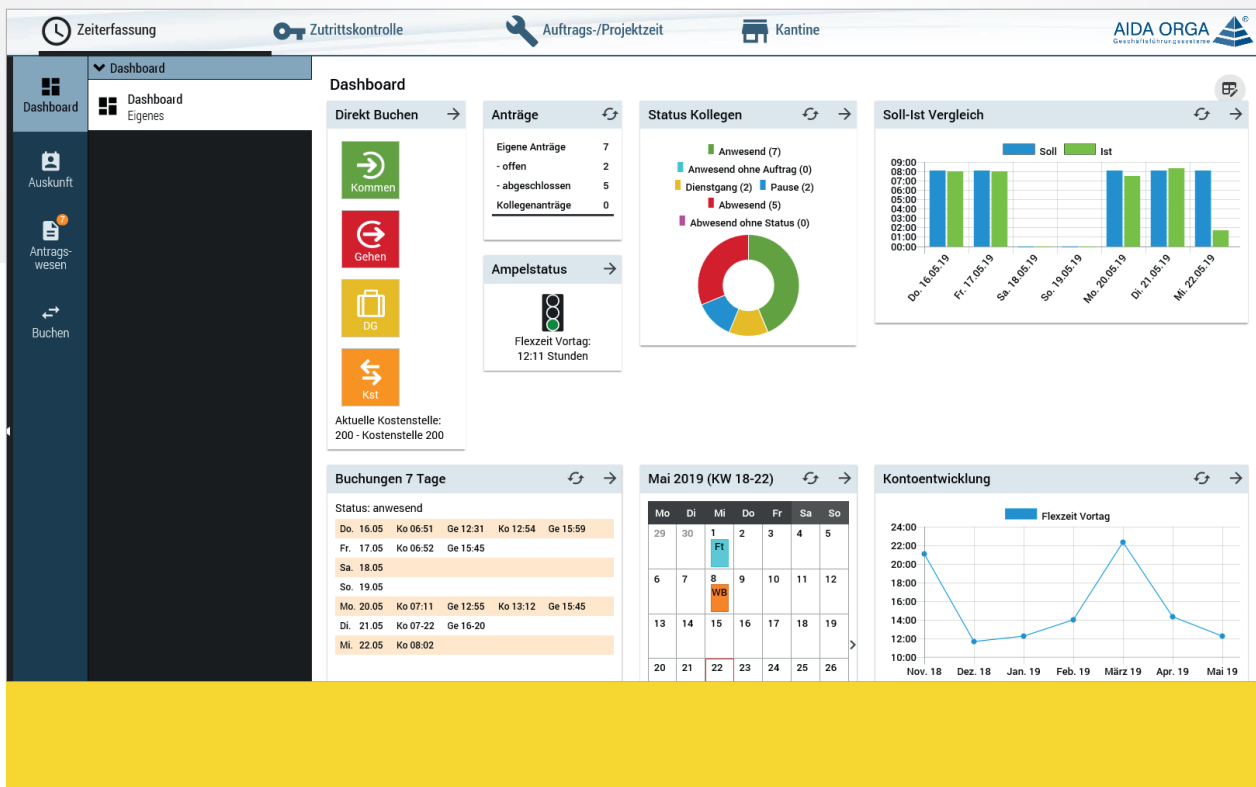 Zeiterfassung
Zutrittskontrolle
Auftrags-/Projektzeit
Kantine
AIDA ORGA®
Geschäftsführungssysteme
Dashboard
Auskunft
7
Antrags-
wesen
Buchen
Dashboard
Dashboard
Eigenes
Dashboard
Direkt Buchen
Kommen
Gehen
DG
Kst
Aktuelle Kostenstelle:
200 - Kostenstelle 200
Anträge
Eigene Anträge 7
- offen 2
- abgeschlossen 5
Kollegenanträge 0
Ampelstatus
Flexzeit Vortag:
12:11 Stunden
Status Kollegen
Anwesend (7)
Anwesend ohne Auftrag (0)
Dienstgang (2) Pause (2)
Abwesend (5)
Abwesend ohne Status (0)
Soll-Ist Vergleich
Soll Ist
09:00
08:00
07:00
06:00
05:00
04:00
03:00
02:00
01:00
00:00
Do. 16.05.19 Fr. 17.05.19 Sa. 18.05.19 So. 19.05.19 Mo. 20.05.19 Di. 21.05.19 Mi. 22.05.19
Buchungen 7 Tage
Status: anwesend
Do. 16.05 Ko 06:51 Ge 12:31 Ko 12:54 Ge 15:59
Fr. 17.05 Ko 06:52 Ge 15:45
Sa. 18.05
So. 19.05
Mo. 20.05 Ko 07:11 Ge 12:55 Ko 13:12 Ge 15:45
Di. 21.05 Ko 07-22 Ge 16-20
Mi. 22.05 Ko 08:02
Mai 2019 (KW 18-22)
Mo Di Mi Do Fr Sa So
29 30 1 2 3 4 5
Ft
6 7 8 9 10 11 12
WB
13 14 15 16 17 18 19
20 21 22 23 24 25 26
Kontoentwicklung
Flexzeit Vortag
24:00
22:00
20:00
18:00
16:00
14:00
12:00
10:00
Nov. 18 Dez. 18 Jan. 19 Feb. 19 März 19 Apr. 19 Mai 19